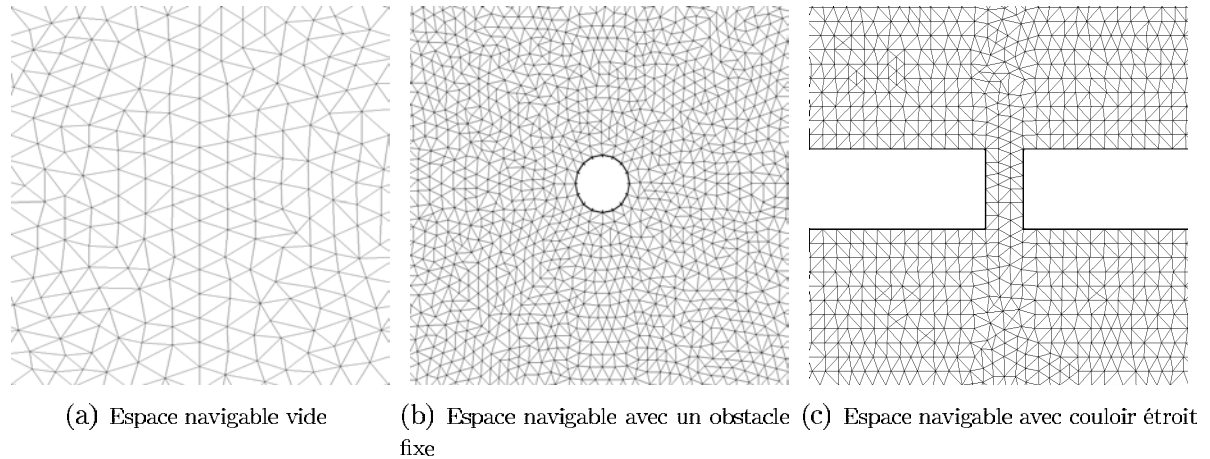 (a) Espace navigable vide
(b) Espace navigable avec un obstacle
fixe
(c) Espace navigable avec couloir étroit